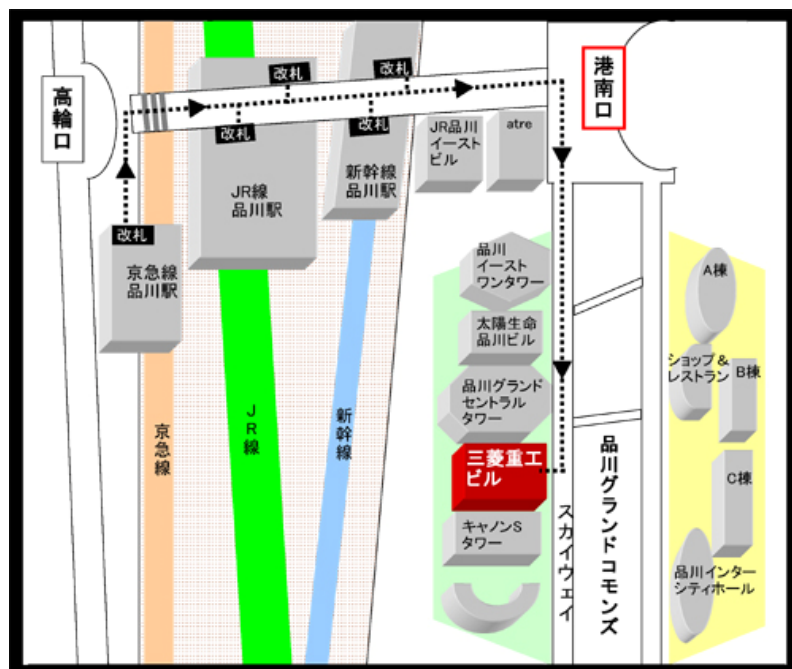 高輪口
改札
改札
改札
改札
改札
港南口
JR品川
イースト
ビル
atre
JR線
品川駅
新幹線
品川駅
京急線
品川駅
品川
イースト
ワンタワー
太陽生命
品川ビル
品川グランド
セントラル
タワー
三菱重工
ビル
キャノンS
タワー
京急線
JR線
新幹線
スカイウェイ
品川グランドコモンズ
A棟
ショップ&
レストラン
B棟
C棟
品川インター
シティホール